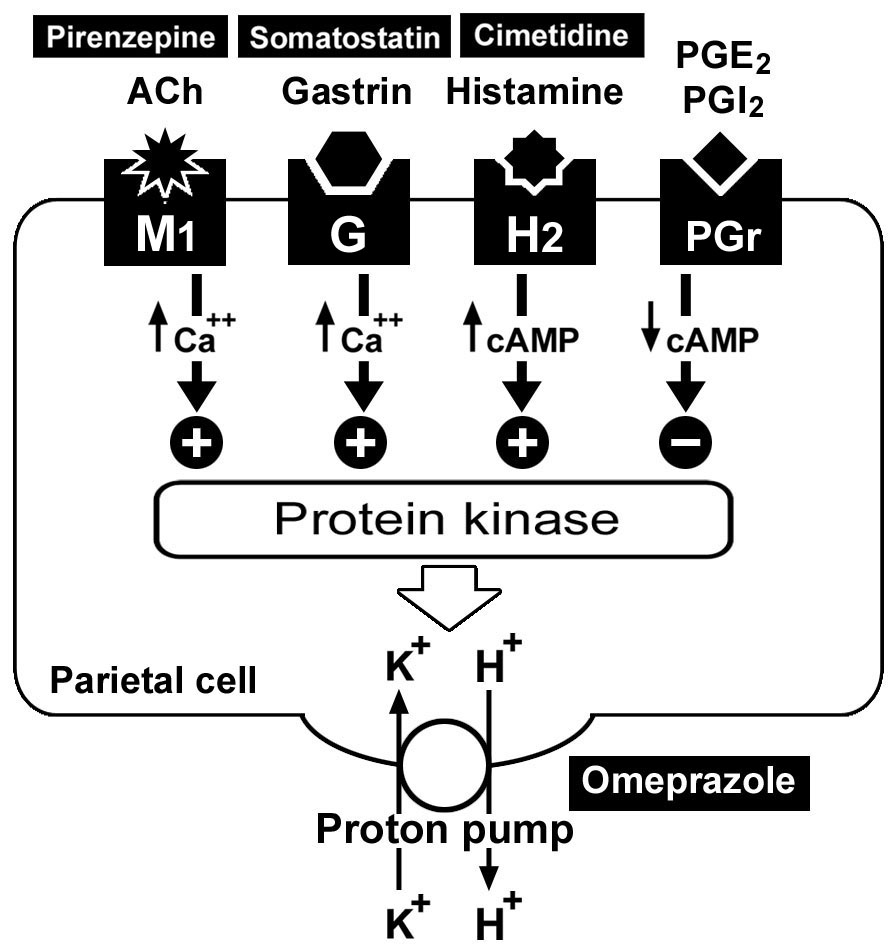 Pirenzepine Somatostatin Cimetidine
ACh Gastrin Histamine PGE₂
PGI₂
M1 G H2 PGr
Ca⁺⁺ Ca⁺⁺ cAMP cAMP
+ + + −
Protein kinase
K⁺ H⁺
Parietal cell
Omeprazole
Proton pump
K⁺ H⁺